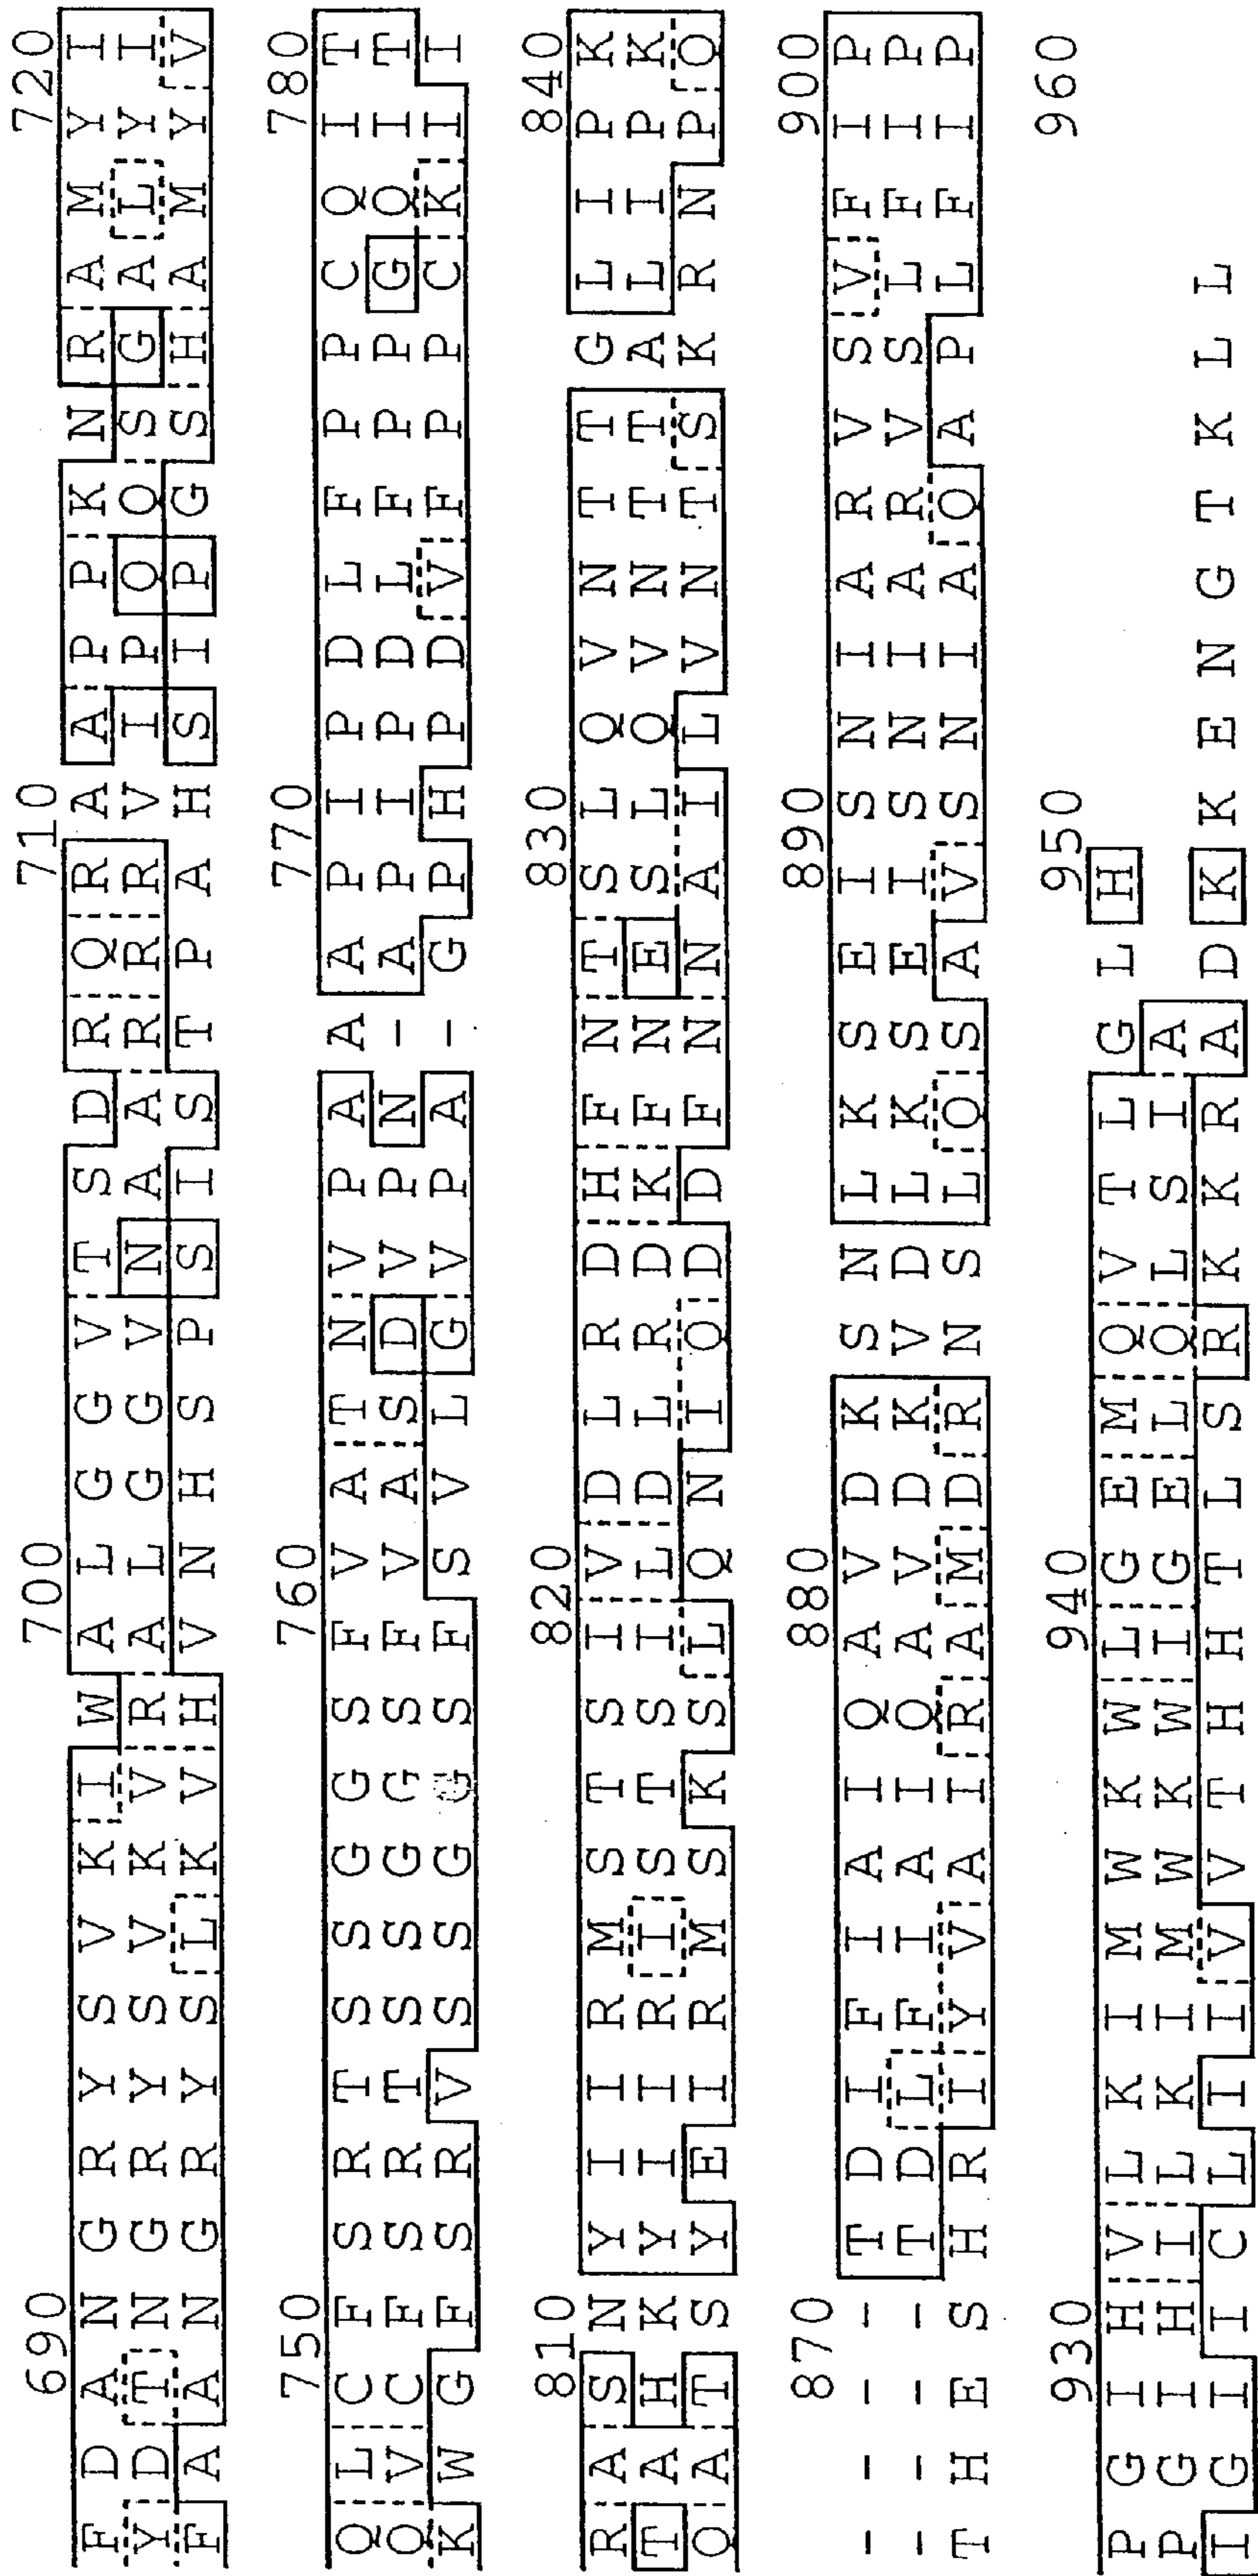 690 700 710 720
F D A N G R Y S V K I W A L G G V T S D R Q R A A P P K N R A M Y I
Y D T N G R Y S V K V R A L G G V N A A R R R V I P Q Q S G A L Y I
F A A N G R Y S L K V H V N H S P S I S T P A H S I P G S H A M Y V
750 760 770 780
Q L C F S R T S S G G S F V A T N V P A A A P I P D L F P P C Q I T
Q V C F S R T S S G G S F V A S D V P N - A P I P D L F P P G Q I T
K W G F S R V S S G G S F S V L G V P A - G P H P D V F P P C K I I
810 820 830 840
R A S N Y I I R M S T S I V D L R D H F N T S L Q V N T T G L I P K
T A H K Y I I R I S T S I L D L R D K F N E S L Q V N T T A L I P K
Q A T S Y E I R M S K S L Q N I Q D D F N N A I L V N T S K R N P Q
870 880 890 900
- - - - T D I F I A I Q A V D K S N L K S E I S N I A R V S V F I P
- - - - T D L F I A I Q A V D K V D L K S E I S N I A R V S L F I P
T H E S H R I Y V A I R A M D R N S L Q S A V S N I A Q A P L F I P
930 940 950 960
P G I H V L K I M W K W L G E M Q V T L G L H
P G I H I L K I M W K W I G E L Q L S I A
I G I I C L I I V V T H H T L S R K K R A D K K E N G T K L L